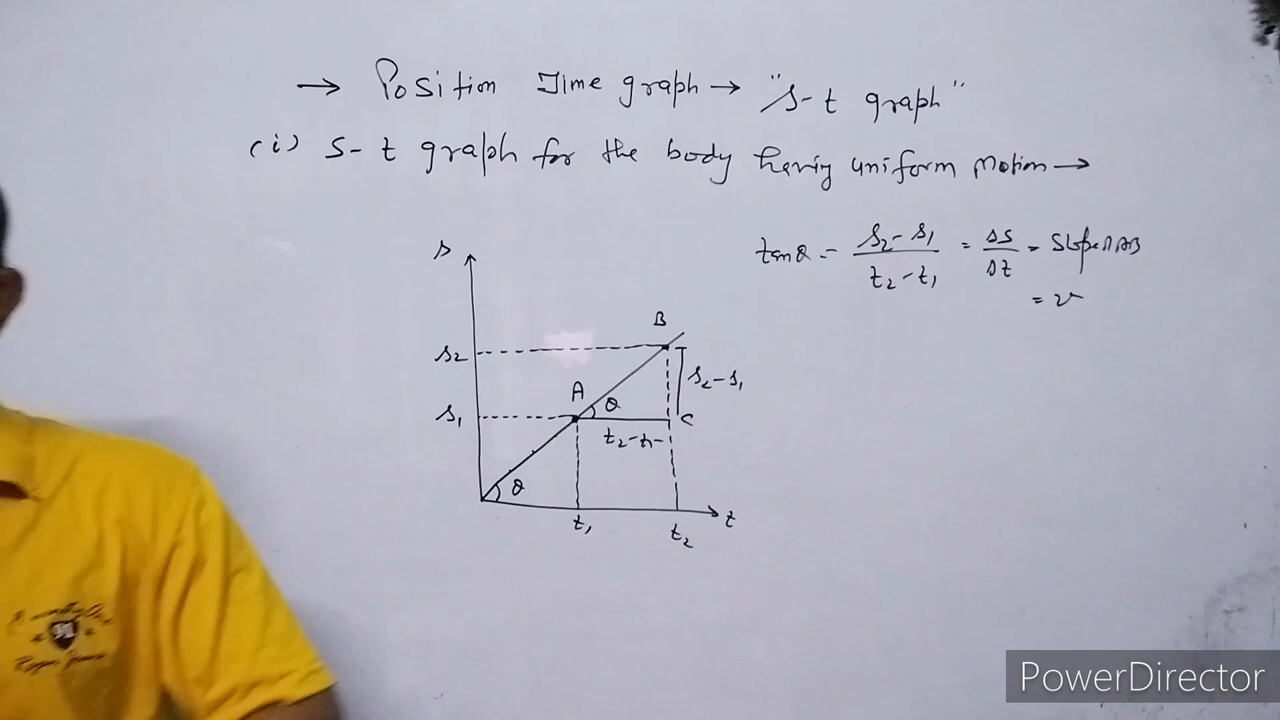 → Position Time graph → "s-t graph"
(i) s-t graph for the body having uniform motion →
tanθ = s₂-s₁ / t₂-t₁ = Δs / Δt = Slope AB
= v
s
B
s₂
s₂-s₁
A
θ
s₁
C
t₂-t₁
θ
t
t₁
t₂
PowerDirector